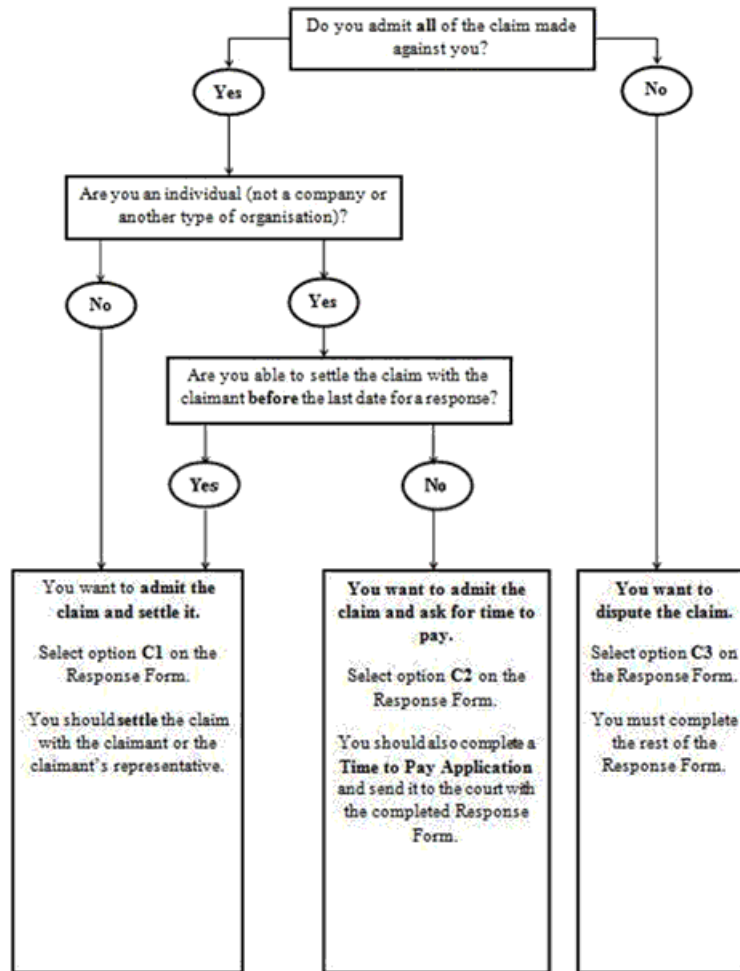 Do you admit all of the claim made
against you?
Yes
No
Are you an individual (not a company or
another type of organisation)?
No
Yes
Are you able to settle the claim with the
claimant before the last date for a response?
Yes
No
You want to admit the
claim and settle it.
Select option C1 on the
Response Form.
You should settle the claim
with the claimant or the
claimant's representative.
You want to admit the
claim and ask for time to
pay.
Select option C2 on the
Response Form.
You should also complete a
Time to Pay Application
and send it to the court with
the completed Response
Form.
You want to
dispute the claim.
Select option C3 on
the Response Form.
You must complete
the rest of the
Response Form.